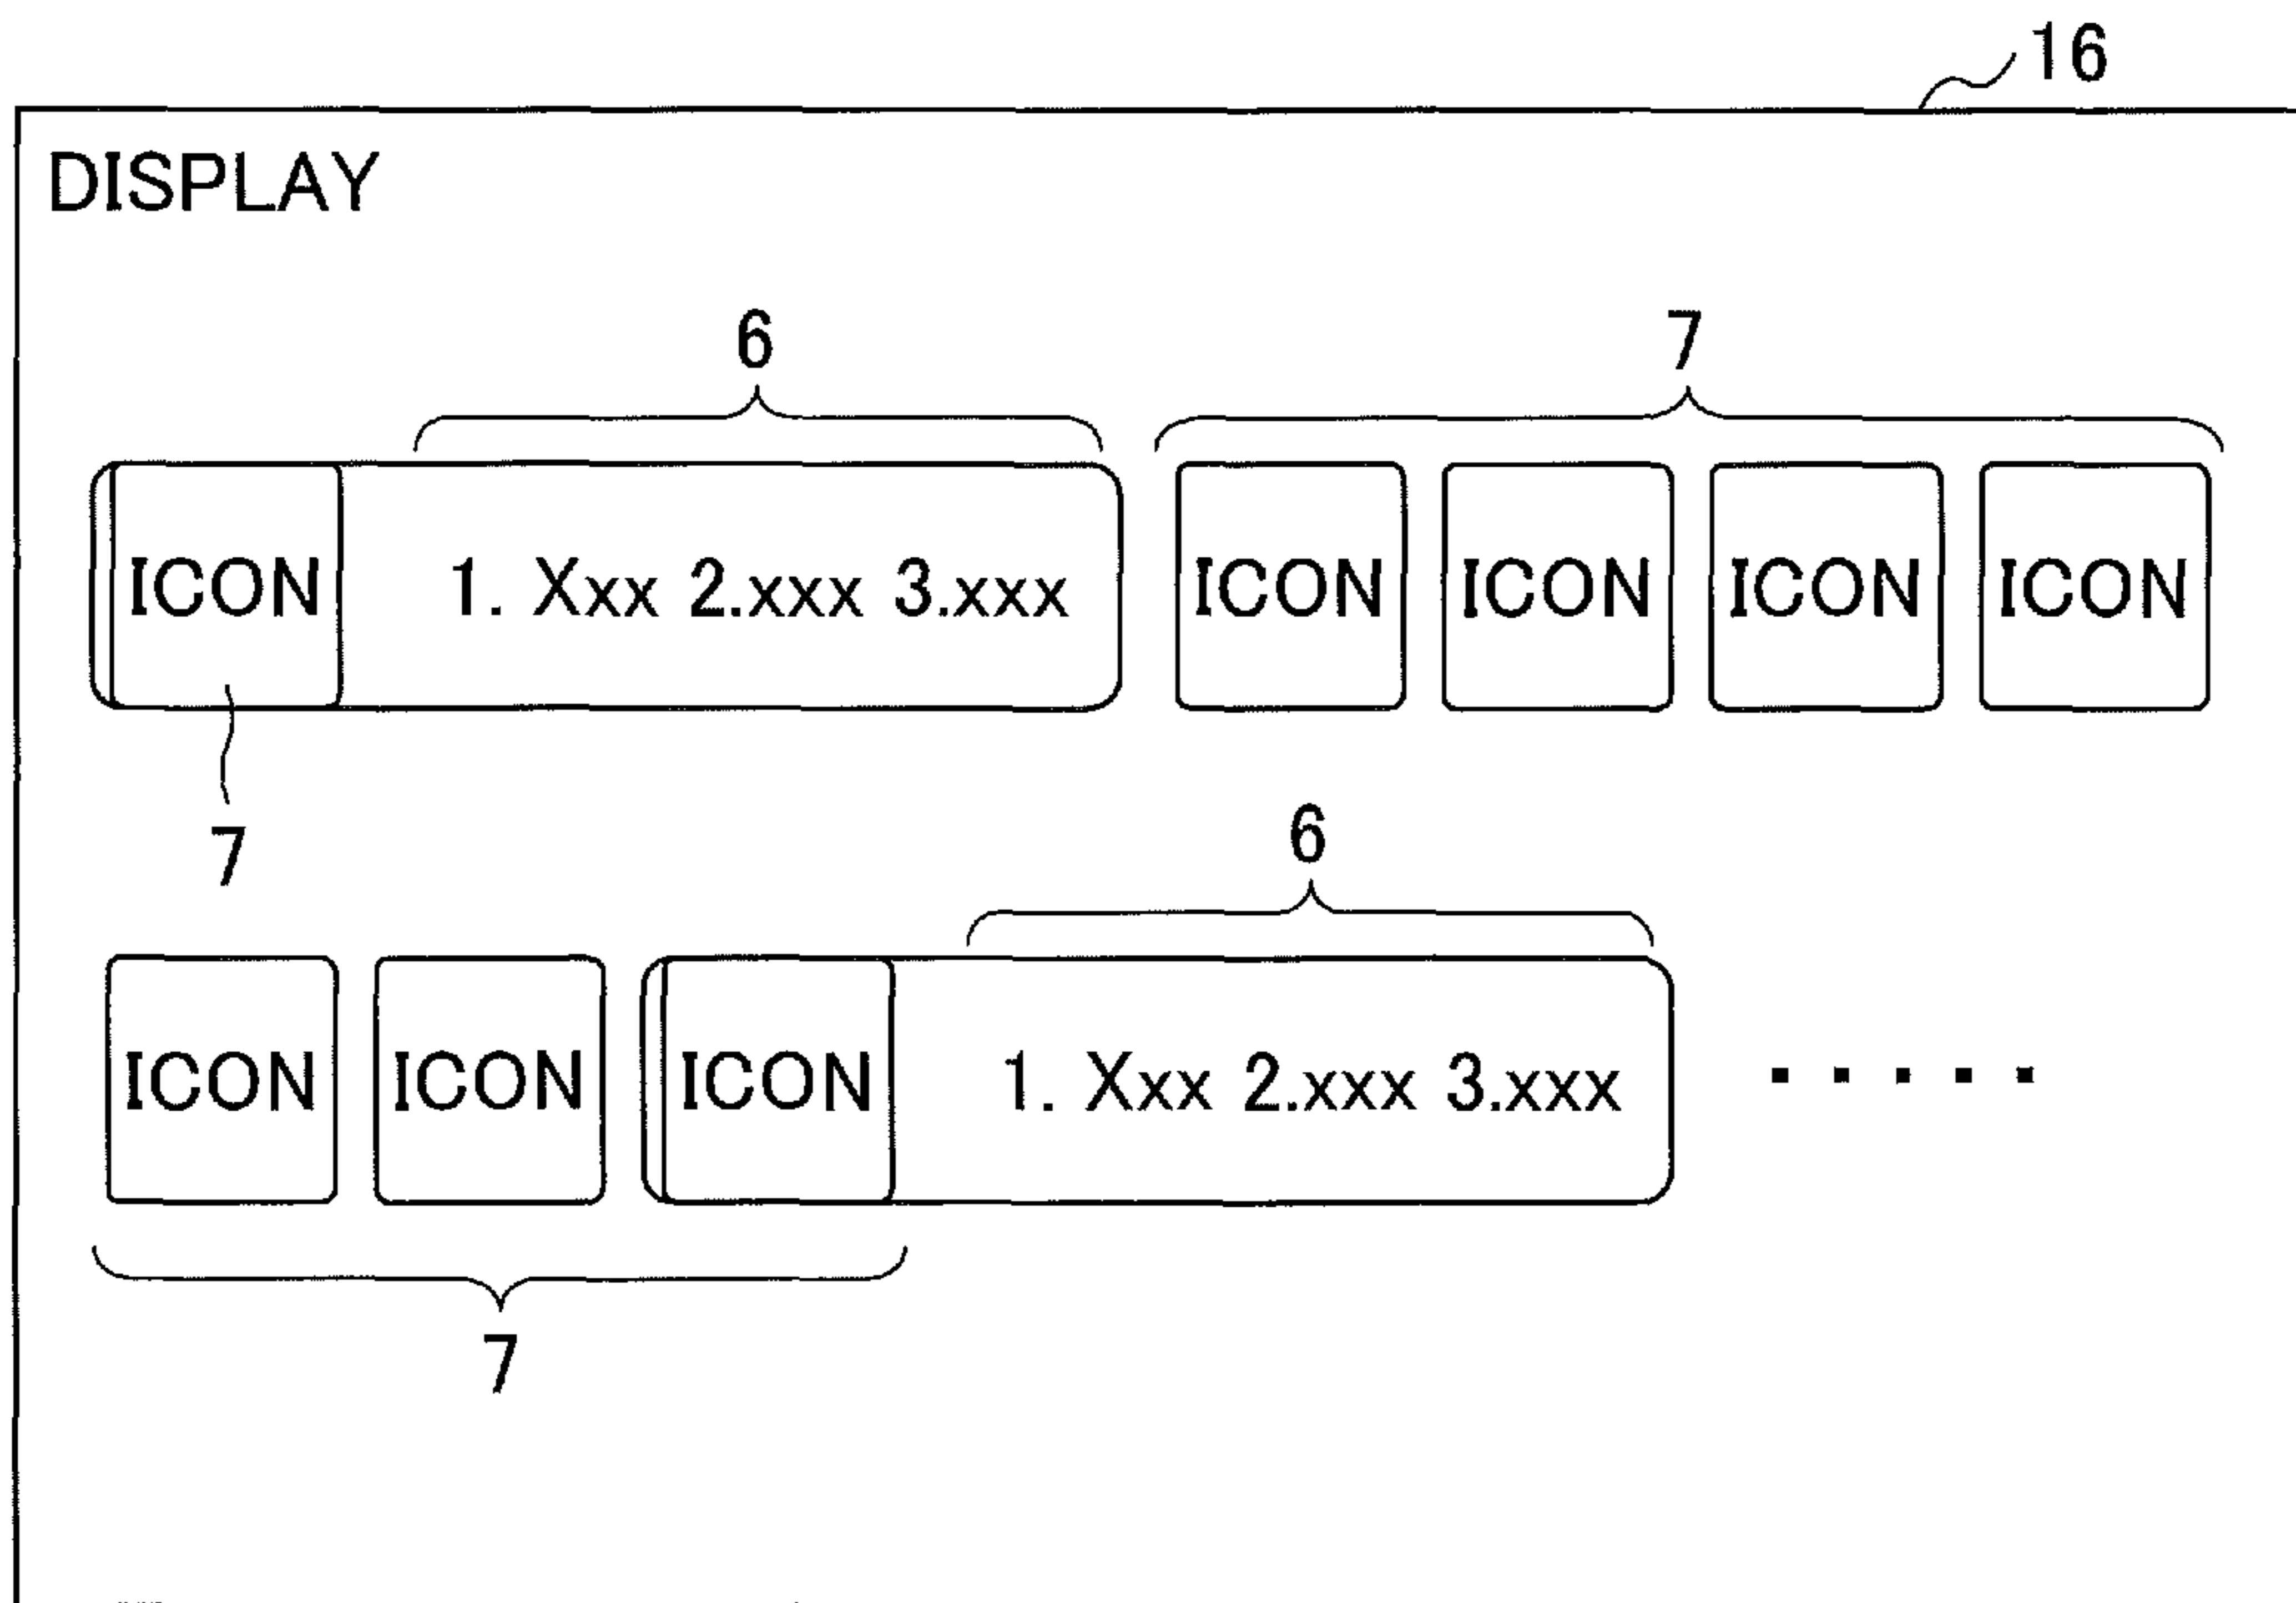 16
DISPLAY
6 7
ICON 1. Xxx 2.xxx 3.xxx ICON ICON ICON ICON
7 6
ICON ICON ICON 1. Xxx 2.xxx 3.xxx ·····
7